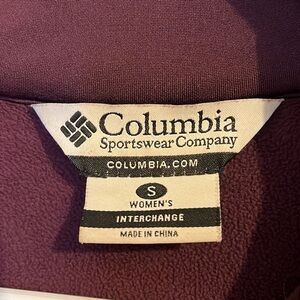 Columbia
Sportswear Company
COLUMBIA.COM
S
WOMEN'S
INTERCHANGE
MADE IN CHINA